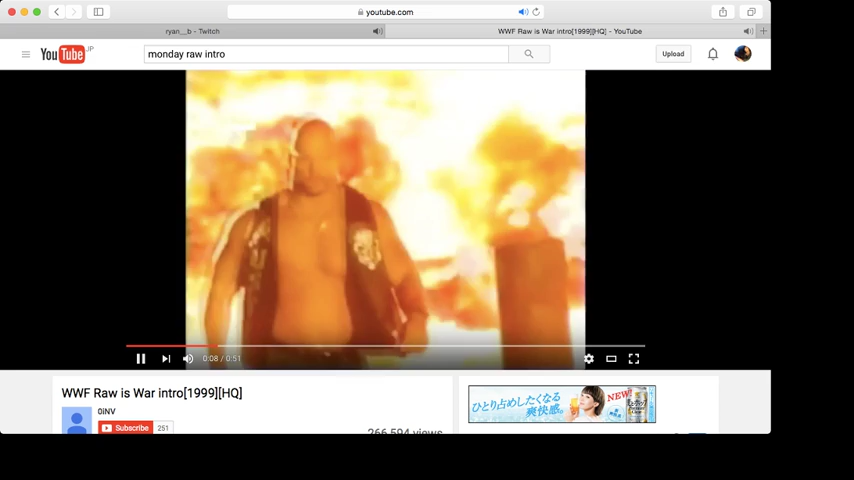 youtube.com
ryan__b - Twitch
WWF Raw is War intro[1999][HQ] - YouTube
YouTube JP
monday raw intro
Upload
0:08 / 0:51
WWF Raw is War intro[1999][HQ]
0iNV
Subscribe 251
266,594 views
ひとり占めしたくなる
爽快感。
NEW!